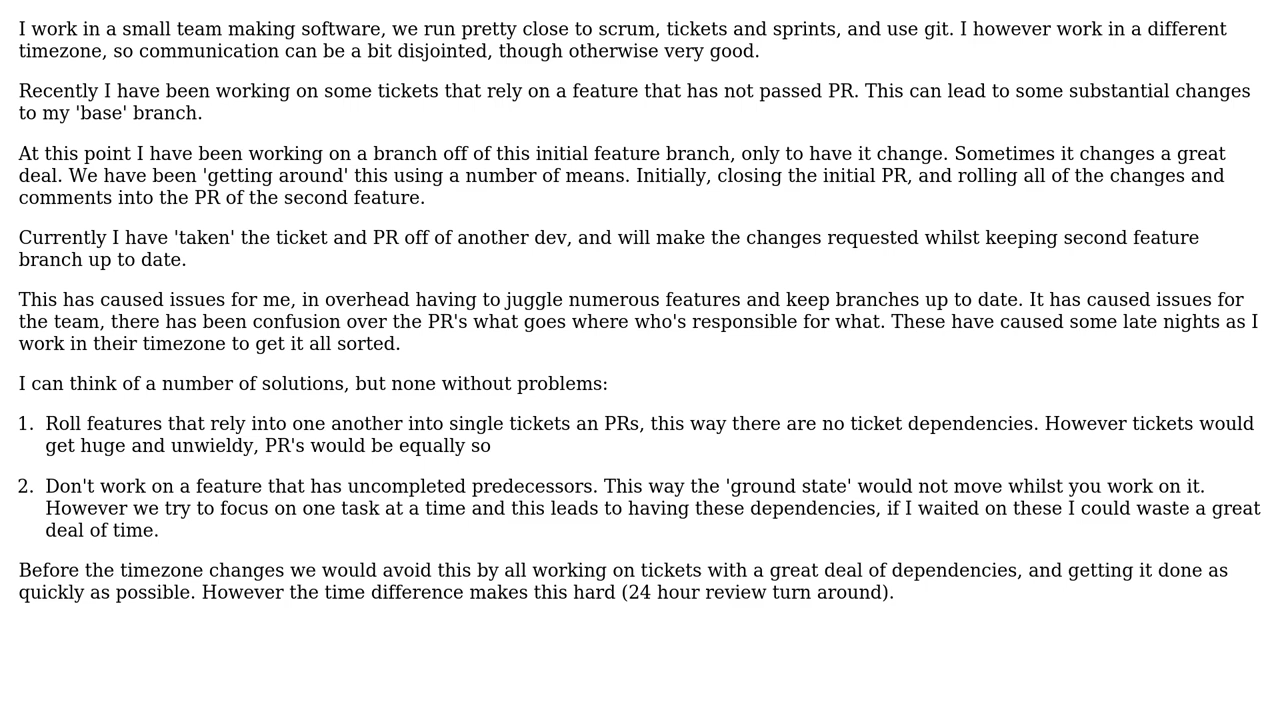 I work in a small team making software, we run pretty close to scrum, tickets and sprints, and use git. I however work in a different
timezone, so communication can be a bit disjointed, though otherwise very good.
Recently I have been working on some tickets that rely on a feature that has not passed PR. This can lead to some substantial changes
to my 'base' branch.
At this point I have been working on a branch off of this initial feature branch, only to have it change. Sometimes it changes a great
deal. We have been 'getting around' this using a number of means. Initially, closing the initial PR, and rolling all of the changes and
comments into the PR of the second feature.
Currently I have 'taken' the ticket and PR off of another dev, and will make the changes requested whilst keeping second feature
branch up to date.
This has caused issues for me, in overhead having to juggle numerous features and keep branches up to date. It has caused issues for
the team, there has been confusion over the PR's what goes where who's responsible for what. These have caused some late nights as I
work in their timezone to get it all sorted.
I can think of a number of solutions, but none without problems:
1. Roll features that rely into one another into single tickets an PRs, this way there are no ticket dependencies. However tickets would
get huge and unwieldy, PR's would be equally so
2. Don't work on a feature that has uncompleted predecessors. This way the 'ground state' would not move whilst you work on it.
However we try to focus on one task at a time and this leads to having these dependencies, if I waited on these I could waste a great
deal of time.
Before the timezone changes we would avoid this by all working on tickets with a great deal of dependencies, and getting it done as
quickly as possible. However the time difference makes this hard (24 hour review turn around).